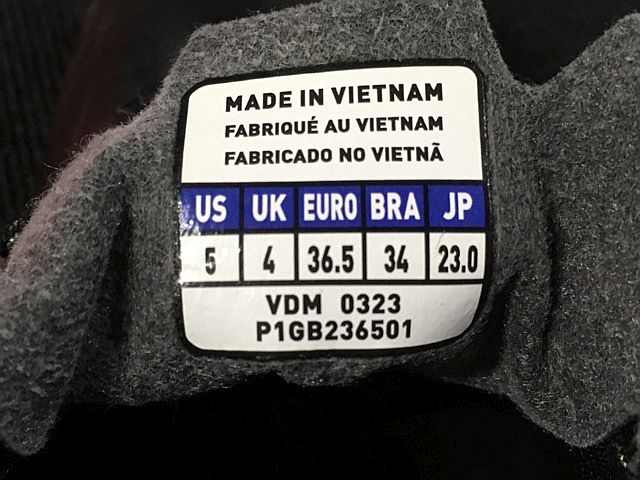 MADE IN VIETNAM
FABRIQUÉ AU VIETNAM
FABRICADO NO VIETNÃ
US UK EURO BRA JP
5 4 36.5 34 23.0
VDM 0323
P1GB236501